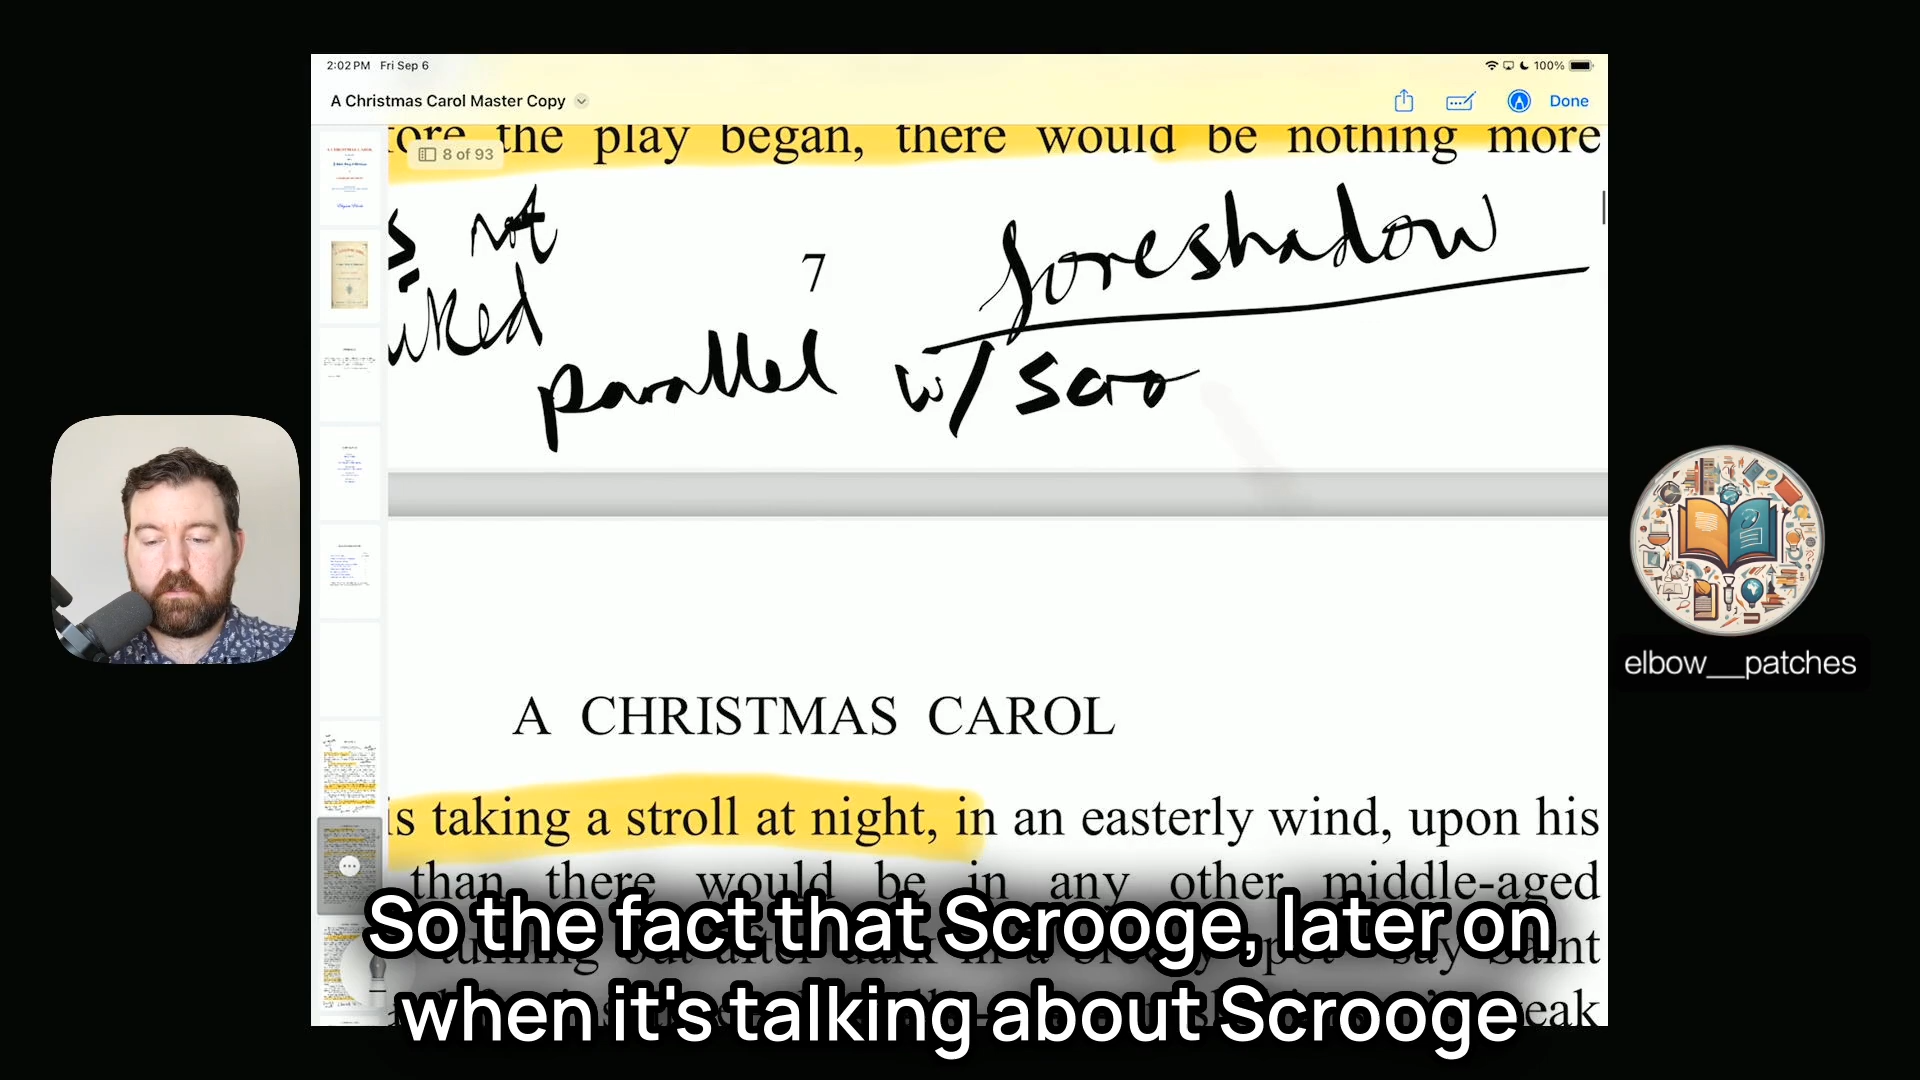 2:02 PM Fri Sep 6
100%
A Christmas Carol Master Copy
Done
8 of 93
the play began, there would be nothing more
not
foreshadow
7
parallel w/ scro
A CHRISTMAS CAROL
is taking a stroll at night, in an easterly wind, upon his
than there would be in any other middle-aged
So the fact that Scrooge, later on
when it's talking about Scrooge
elbow__patches